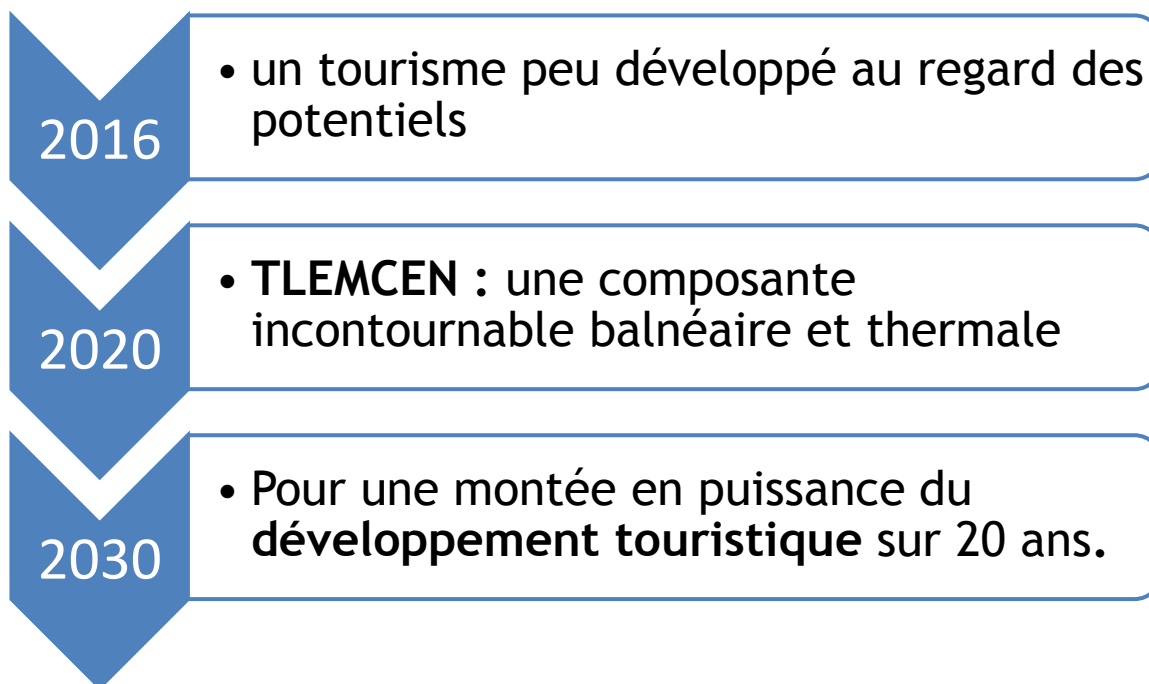 2016
• un tourisme peu développé au regard des
potentiels
2020
• TLEMCEN : une composante
incontournable balnéaire et thermale
2030
• Pour une montée en puissance du
développement touristique sur 20 ans.